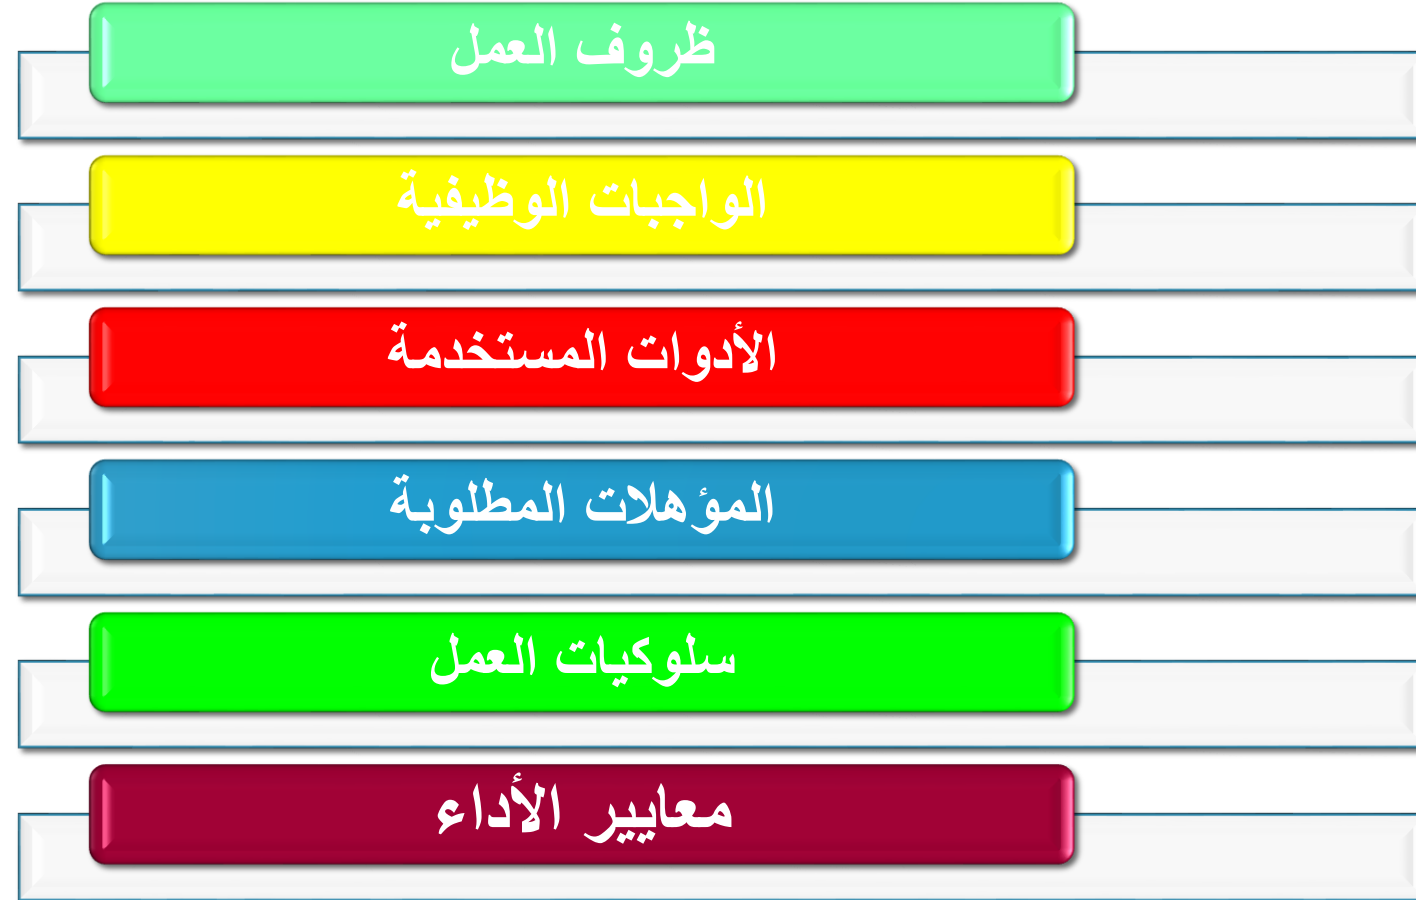 ظروف العمل
الواجبات الوظيفية
الأدوات المستخدمة
المؤهلات المطلوبة
سلوكيات العمل
معايير الأداء